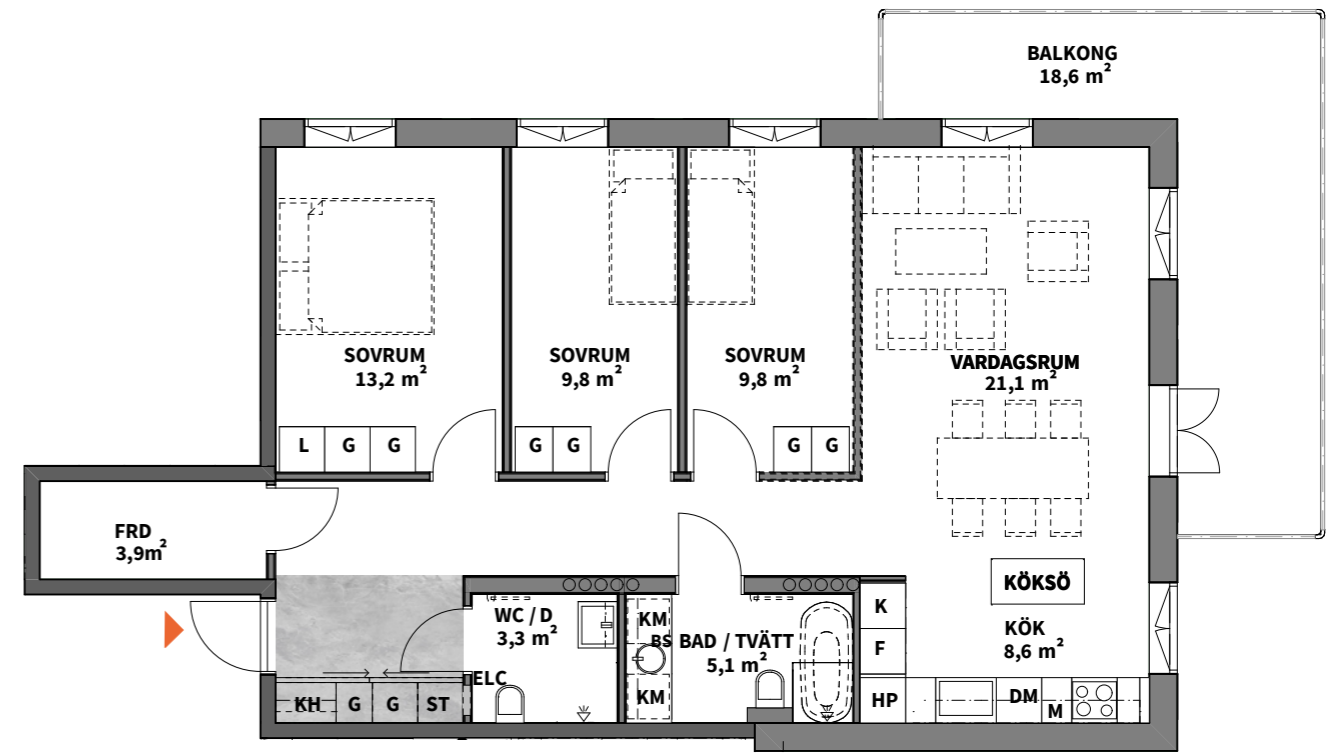 BALKONG
18,6 m²
SOVRUM
13,2 m²
SOVRUM
9,8 m²
SOVRUM
9,8 m²
VARDAGSRUM
21,1 m²
L G G
G G
G G
FRD
3,9m²
KÖKSÖ
KÖK
8,6 m²
WC / D
3,3 m²
ELC
KH G G ST
KM
BS
KM
BAD / TVÄTT
5,1 m²
K
F
HP
DM
M